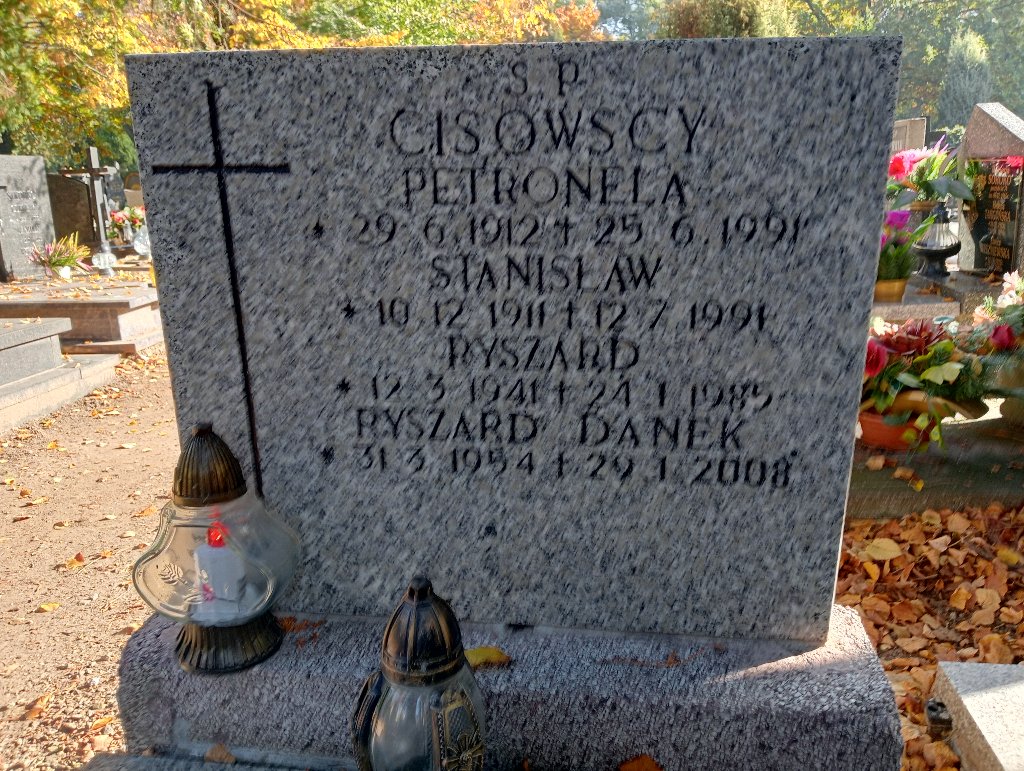 S P
CISOWSCY
PETRONELA
* 29.6.1912 + 25.6.1991
STANISŁAW
* 10.12.1911 + 12.7.1991
RYSZARD
* 12.3.1941 + 24.1.1985
RYSZARD DANEK
* 31.3.1954 + 29.1.2008